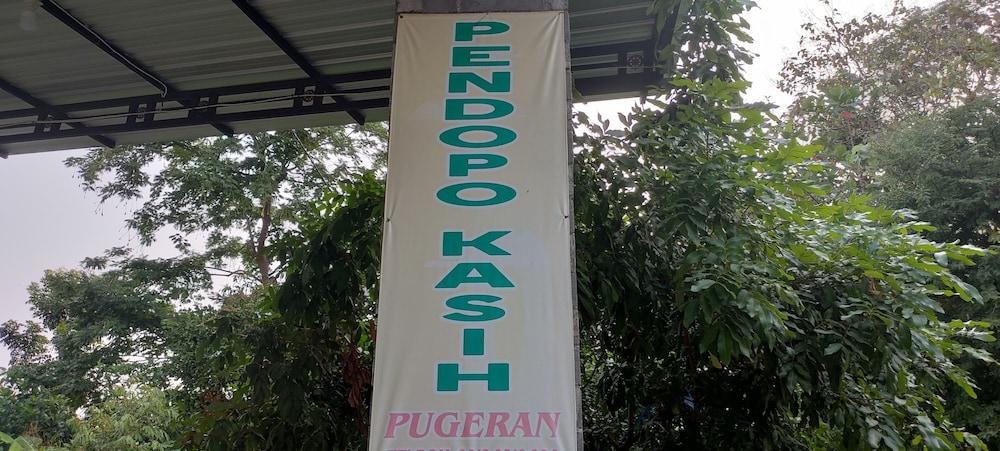 PENDOPO KASIH
PUGERAN